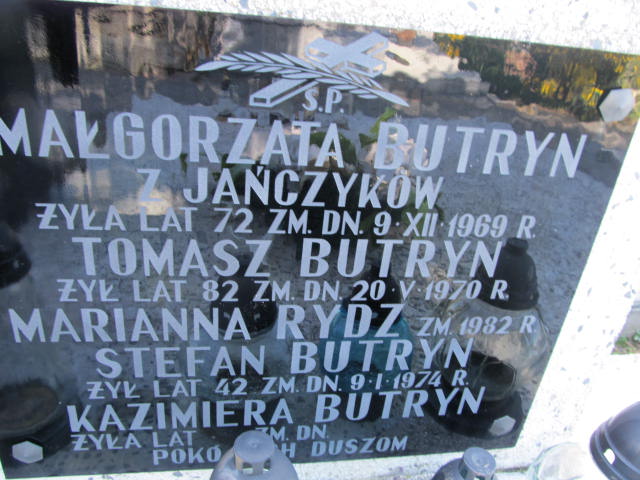 Ś.P.
MAŁGORZATA BUTRYN
Z JAŃCZYKÓW
ŻYŁA LAT 72 ZM. DN. 9·XII·1969 R.
TOMASZ BUTRYN
ŻYŁ LAT 82 ZM. DN. 20·V·1970 R.
MARIANNA RYDZ ZM. 1982 R.
STEFAN BUTRYN
ŻYŁ LAT 42 ZM. DN. 9·I·1974 R.
KAZIMIERA BUTRYN
ŻYŁA LAT ZM. DN.
DUSZOM